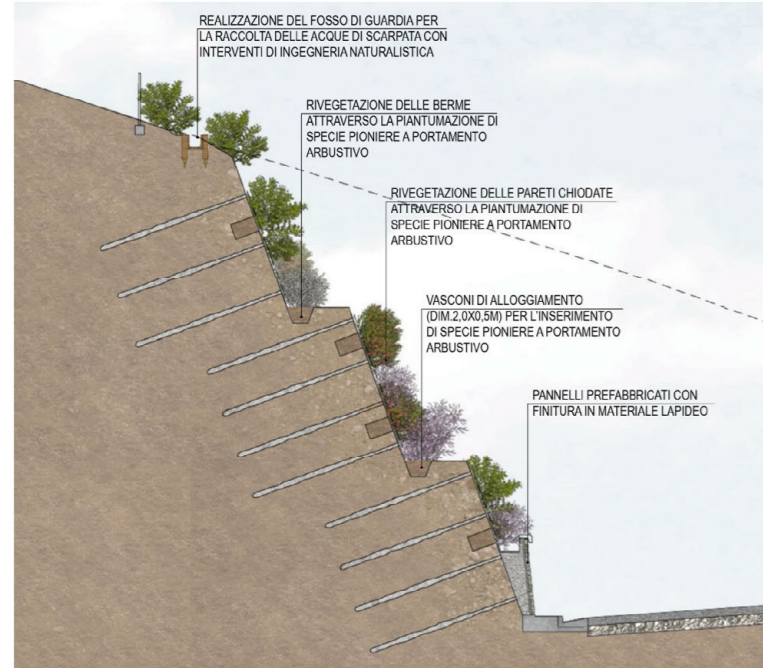 REALIZZAZIONE DEL FOSSO DI GUARDIA PER
LA RACCOLTA DELLE ACQUE DI SCARPATA CON
INTERVENTI DI INGEGNERIA NATURALISTICA
RIVEGETAZIONE DELLE BERME
ATTRAVERSO LA PIANTUMAZIONE DI
SPECIE PIONIERE A PORTAMENTO
ARBUSTIVO
RIVEGETAZIONE DELLE PARETI CHIODATE
ATTRAVERSO LA PIANTUMAZIONE DI
SPECIE PIONIERE A PORTAMENTO
ARBUSTIVO
VASCONI DI ALLOGGIAMENTO
(DIM.2,0X0,5M) PER L'INSERIMENTO
DI SPECIE PIONIERE A PORTAMENTO
ARBUSTIVO
PANNELLI PREFABBRICATI CON
FINITURA IN MATERIALE LAPIDEO